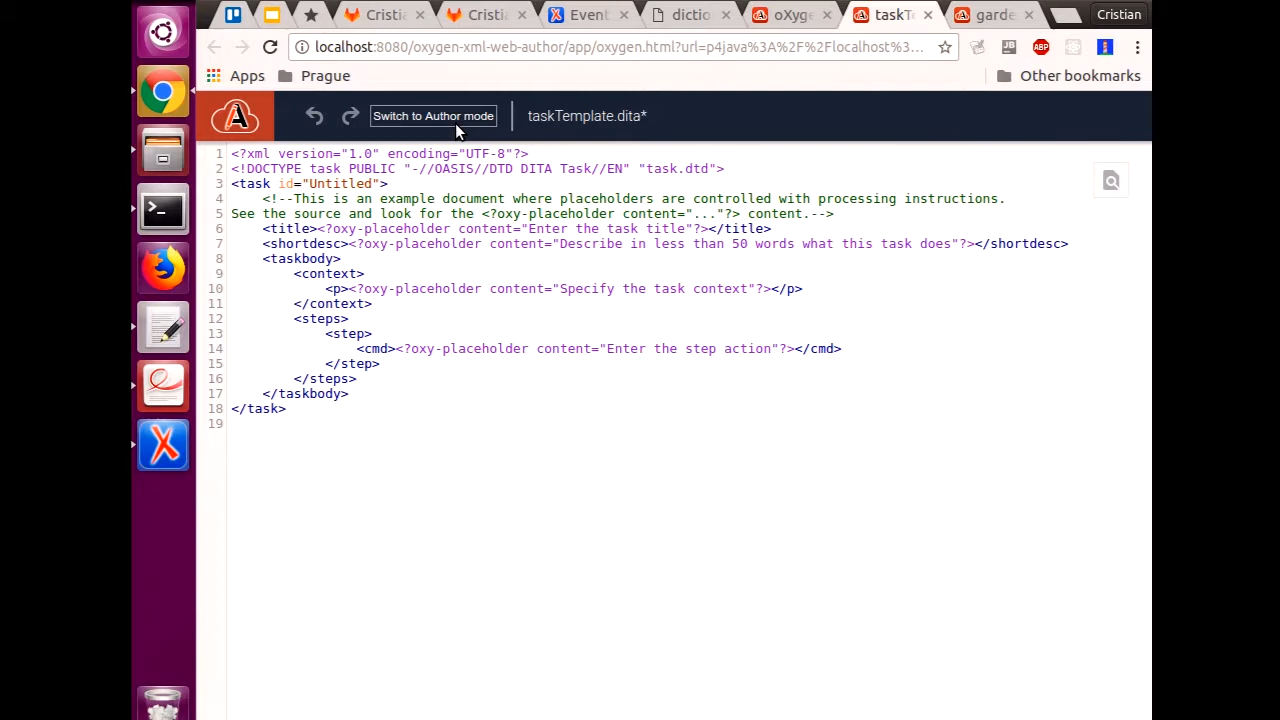 Cristia
Cristia
Event
dictio
oXyge
taskTe
garde
Cristian
localhost:8080/oxygen-xml-web-author/app/oxygen.html?url=p4java%3A%2F%2Flocalhost%3...
JB
ABP
Apps
Prague
Other bookmarks
Switch to Author mode
taskTemplate.dita*
1 <?xml version="1.0" encoding="UTF-8"?>
2 <!DOCTYPE task PUBLIC "-//OASIS//DTD DITA Task//EN" "task.dtd">
3 <task id="Untitled">
4 <!--This is an example document where placeholders are controlled with processing instructions.
5 See the source and look for the <?oxy-placeholder content="..."?> content.-->
6 <title><?oxy-placeholder content="Enter the task title"?></title>
7 <shortdesc><?oxy-placeholder content="Describe in less than 50 words what this task does"?></shortdesc>
8 <taskbody>
9 <context>
10 <p><?oxy-placeholder content="Specify the task context"?></p>
11 </context>
12 <steps>
13 <step>
14 <cmd><?oxy-placeholder content="Enter the step action"?></cmd>
15 </step>
16 </steps>
17 </taskbody>
18 </task>
19